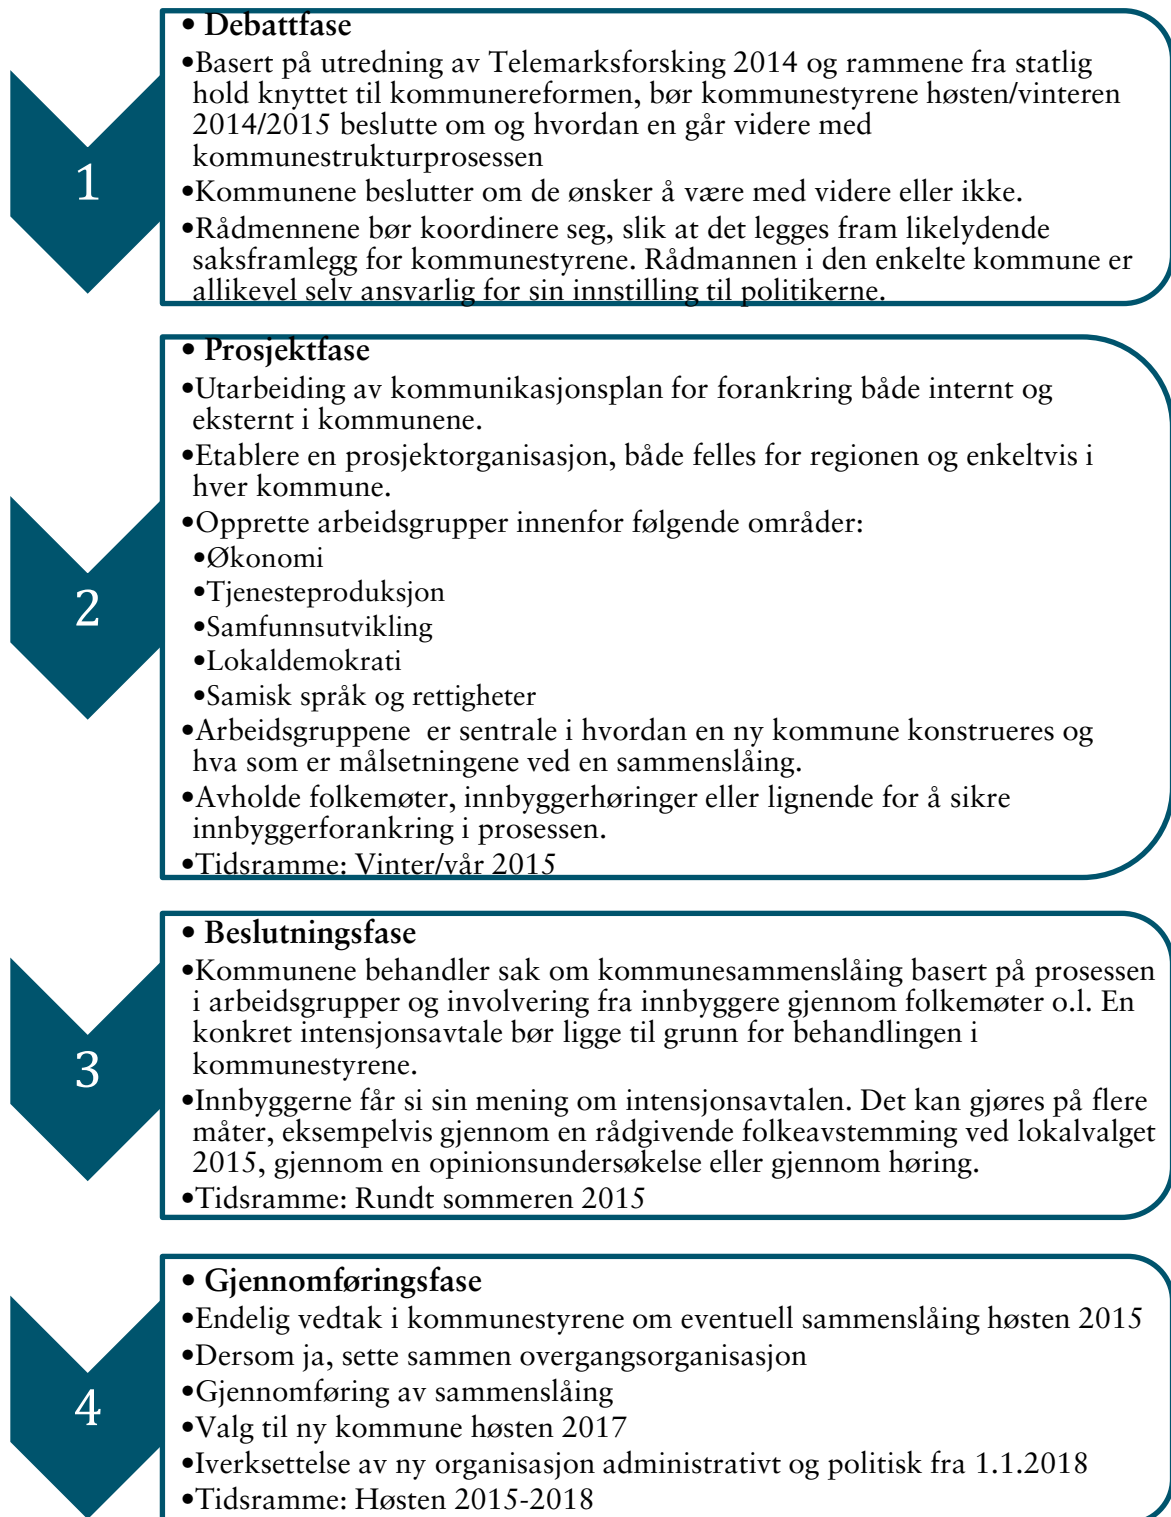 1
• Debattfase
•Basert på utredning av Telemarksforsking 2014 og rammene fra statlig
hold knyttet til kommunereformen, bør kommunestyrene høsten/vinteren
2014/2015 beslutte om og hvordan en går videre med
kommunestrukturprosessen
•Kommunene beslutter om de ønsker å være med videre eller ikke.
•Rådmennene bør koordinere seg, slik at det legges fram likelydende
saksframlegg for kommunestyrene. Rådmannen i den enkelte kommune er
allikevel selv ansvarlig for sin innstilling til politikerne.
2
• Prosjektfase
•Utarbeiding av kommunikasjonsplan for forankring både internt og
eksternt i kommunene.
•Etablere en prosjektorganisasjon, både felles for regionen og enkeltvis i
hver kommune.
•Opprette arbeidsgrupper innenfor følgende områder:
•Økonomi
•Tjenesteproduksjon
•Samfunnsutvikling
•Lokaldemokrati
•Samisk språk og rettigheter
•Arbeidsgruppene er sentrale i hvordan en ny kommune konstrueres og
hva som er målsetningene ved en sammenslåing.
•Avholde folkemøter, innbyggerhøringer eller lignende for å sikre
innbyggerforankring i prosessen.
•Tidsramme: Vinter/vår 2015
3
• Beslutningsfase
•Kommunene behandler sak om kommunesammenslåing basert på prosessen
i arbeidsgrupper og involvering fra innbyggere gjennom folkemøter o.l. En
konkret intensjonsavtale bør ligge til grunn for behandlingen i
kommunestyrene.
•Innbyggerne får si sin mening om intensjonsavtalen. Det kan gjøres på flere
måter, eksempelvis gjennom en rådgivende folkeavstemming ved lokalvalget
2015, gjennom en opinionsundersøkelse eller gjennom høring.
•Tidsramme: Rundt sommeren 2015
4
• Gjennomføringsfase
•Endelig vedtak i kommunestyrene om eventuell sammenslåing høsten 2015
•Dersom ja, sette sammen overgangsorganisasjon
•Gjennomføring av sammenslåing
•Valg til ny kommune høsten 2017
•Iverksettelse av ny organisasjon administrativt og politisk fra 1.1.2018
•Tidsramme: Høsten 2015-2018